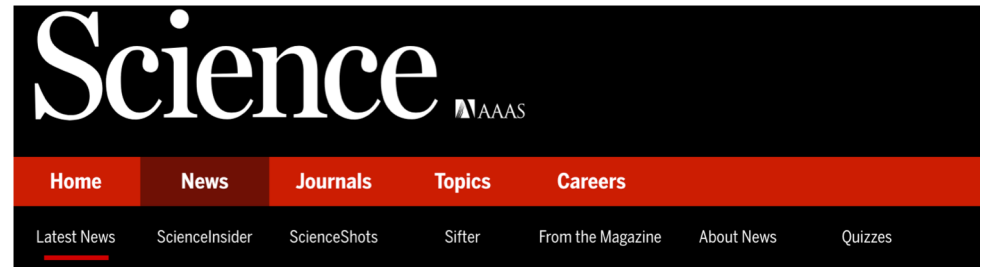 Science
AAAS
Home News Journals Topics Careers
Latest News ScienceInsider ScienceShots Sifter From the Magazine About News Quizzes